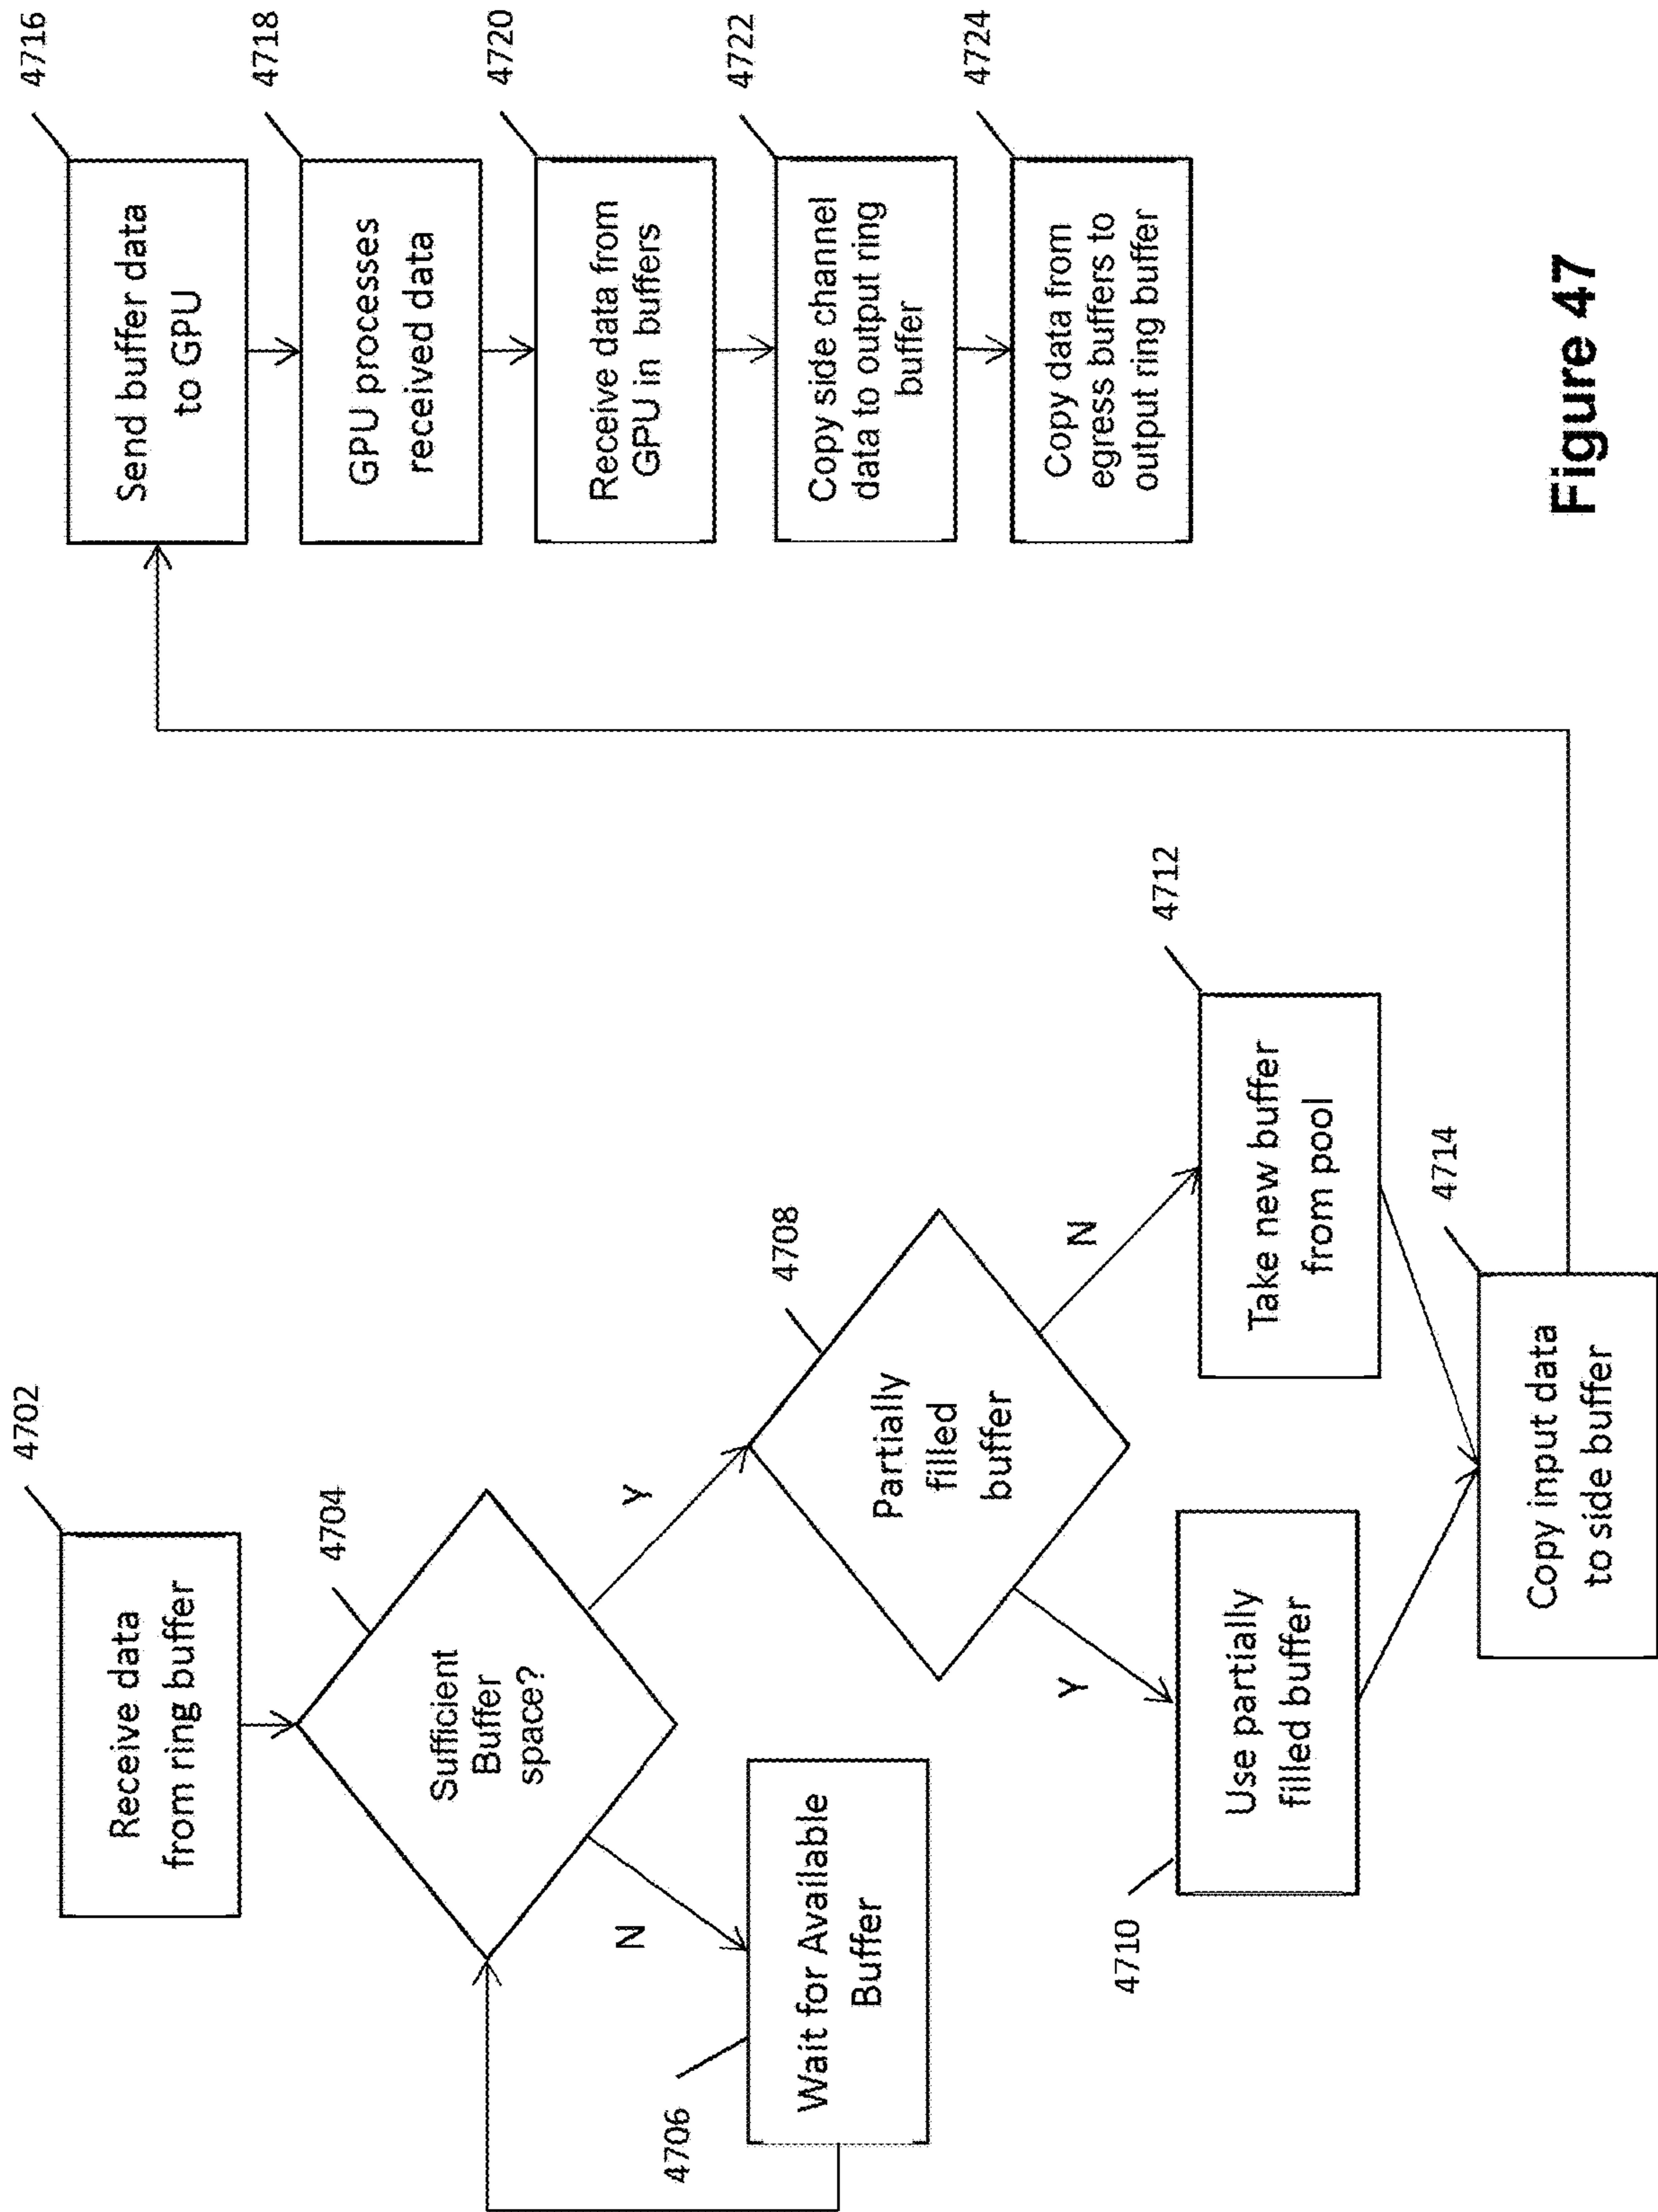 4702
Receive data
from ring buffer
4704
Sufficient
Buffer
space?
N
Y
4706
Wait for Available
Buffer
4708
Partially
filled
buffer
Y
N
4710
Use partially
filled buffer
4712
Take new buffer
from pool
4714
Copy input data
to side buffer
4716
Send buffer data
to GPU
4718
GPU processes
received data
4720
Receive data from
GPU in buffers
4722
Copy side channel
data to output ring
buffer
4724
Copy data from
egress buffers to
output ring buffer
Figure 47